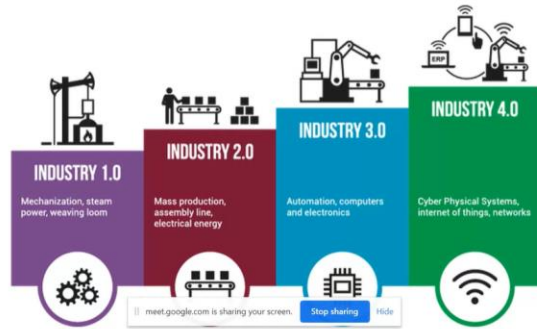 ERP
INDUSTRY 4.0
INDUSTRY 3.0
INDUSTRY 2.0
INDUSTRY 1.0
Mechanization, steam
power, weaving loom
Mass production,
assembly line,
electrical energy
Automation, computers
and electronics
Cyber Physical Systems,
internet of things, networks
meet.google.com is sharing your screen.
Stop sharing
Hide